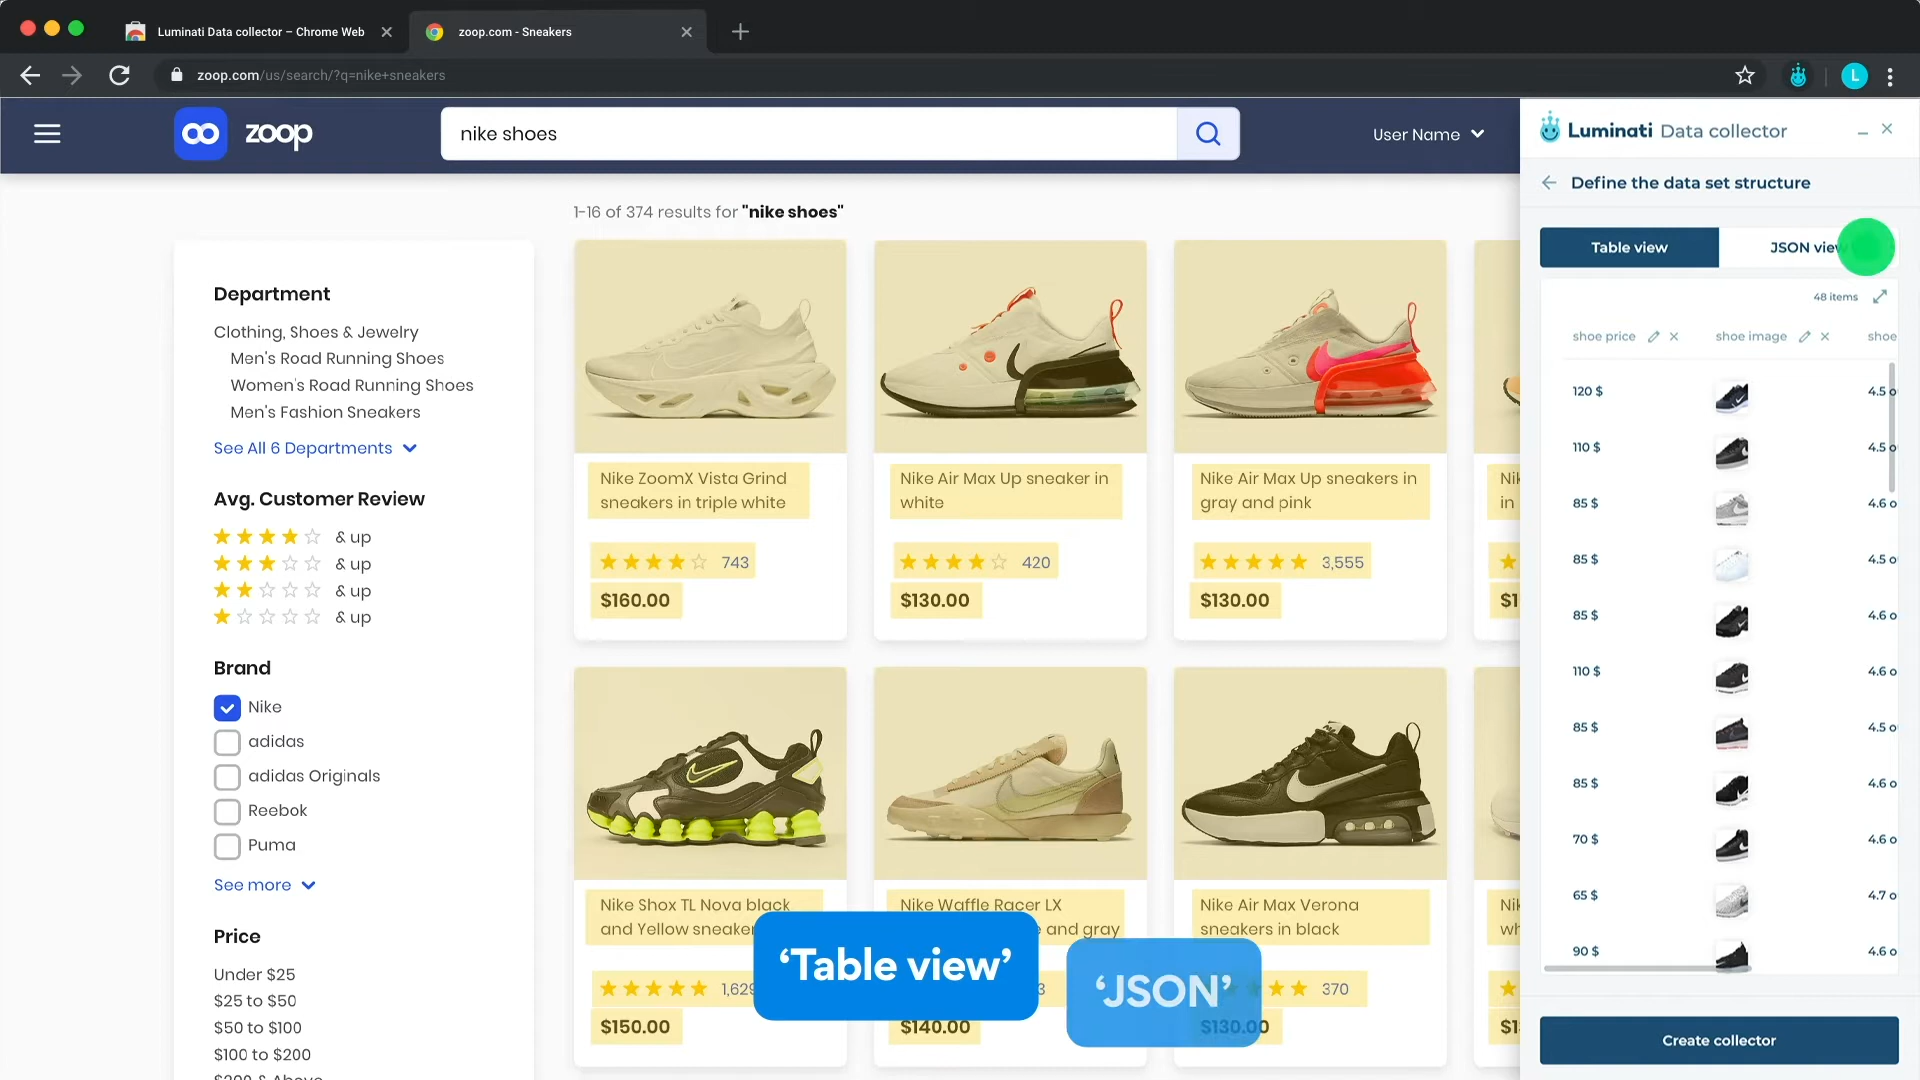 Luminati Data collector – Chrome Web
zoop.com - Sneakers
zoop.com/us/search/?q=nike+sneakers
L
zoop
nike shoes
User Name
1-16 of 374 results for "nike shoes"
Department
Clothing, Shoes & Jewelry
Men's Road Running Shoes
Women's Road Running Shoes
Men's Fashion Sneakers
See All 6 Departments
Avg. Customer Review
& up
& up
& up
& up
Brand
Nike
adidas
adidas Originals
Reebok
Puma
See more
Price
Under $25
$25 to $50
$50 to $100
$100 to $200
Nike ZoomX Vista Grind
sneakers in triple white
743
$160.00
Nike Air Max Up sneaker in
white
420
$130.00
Nike Air Max Up sneakers in
gray and pink
3,555
$130.00
in
Nike Shox TL Nova black
and Yellow
$150.00
Nike Waffle Racer LX
and gray
$140.00
Nike Air Max Verona
sneakers in black
370
$130.00
‘Table view’
‘JSON’
Luminati Data collector
Define the data set structure
Table view
JSON view
48 items
shoe price
shoe image
shoe
120 $
4.5
110 $
4.5
85 $
4.6
85 $
4.5
85 $
4.6
110 $
4.6
85 $
4.5
85 $
4.6
70 $
4.6
65 $
4.7
90 $
4.6
Create collector